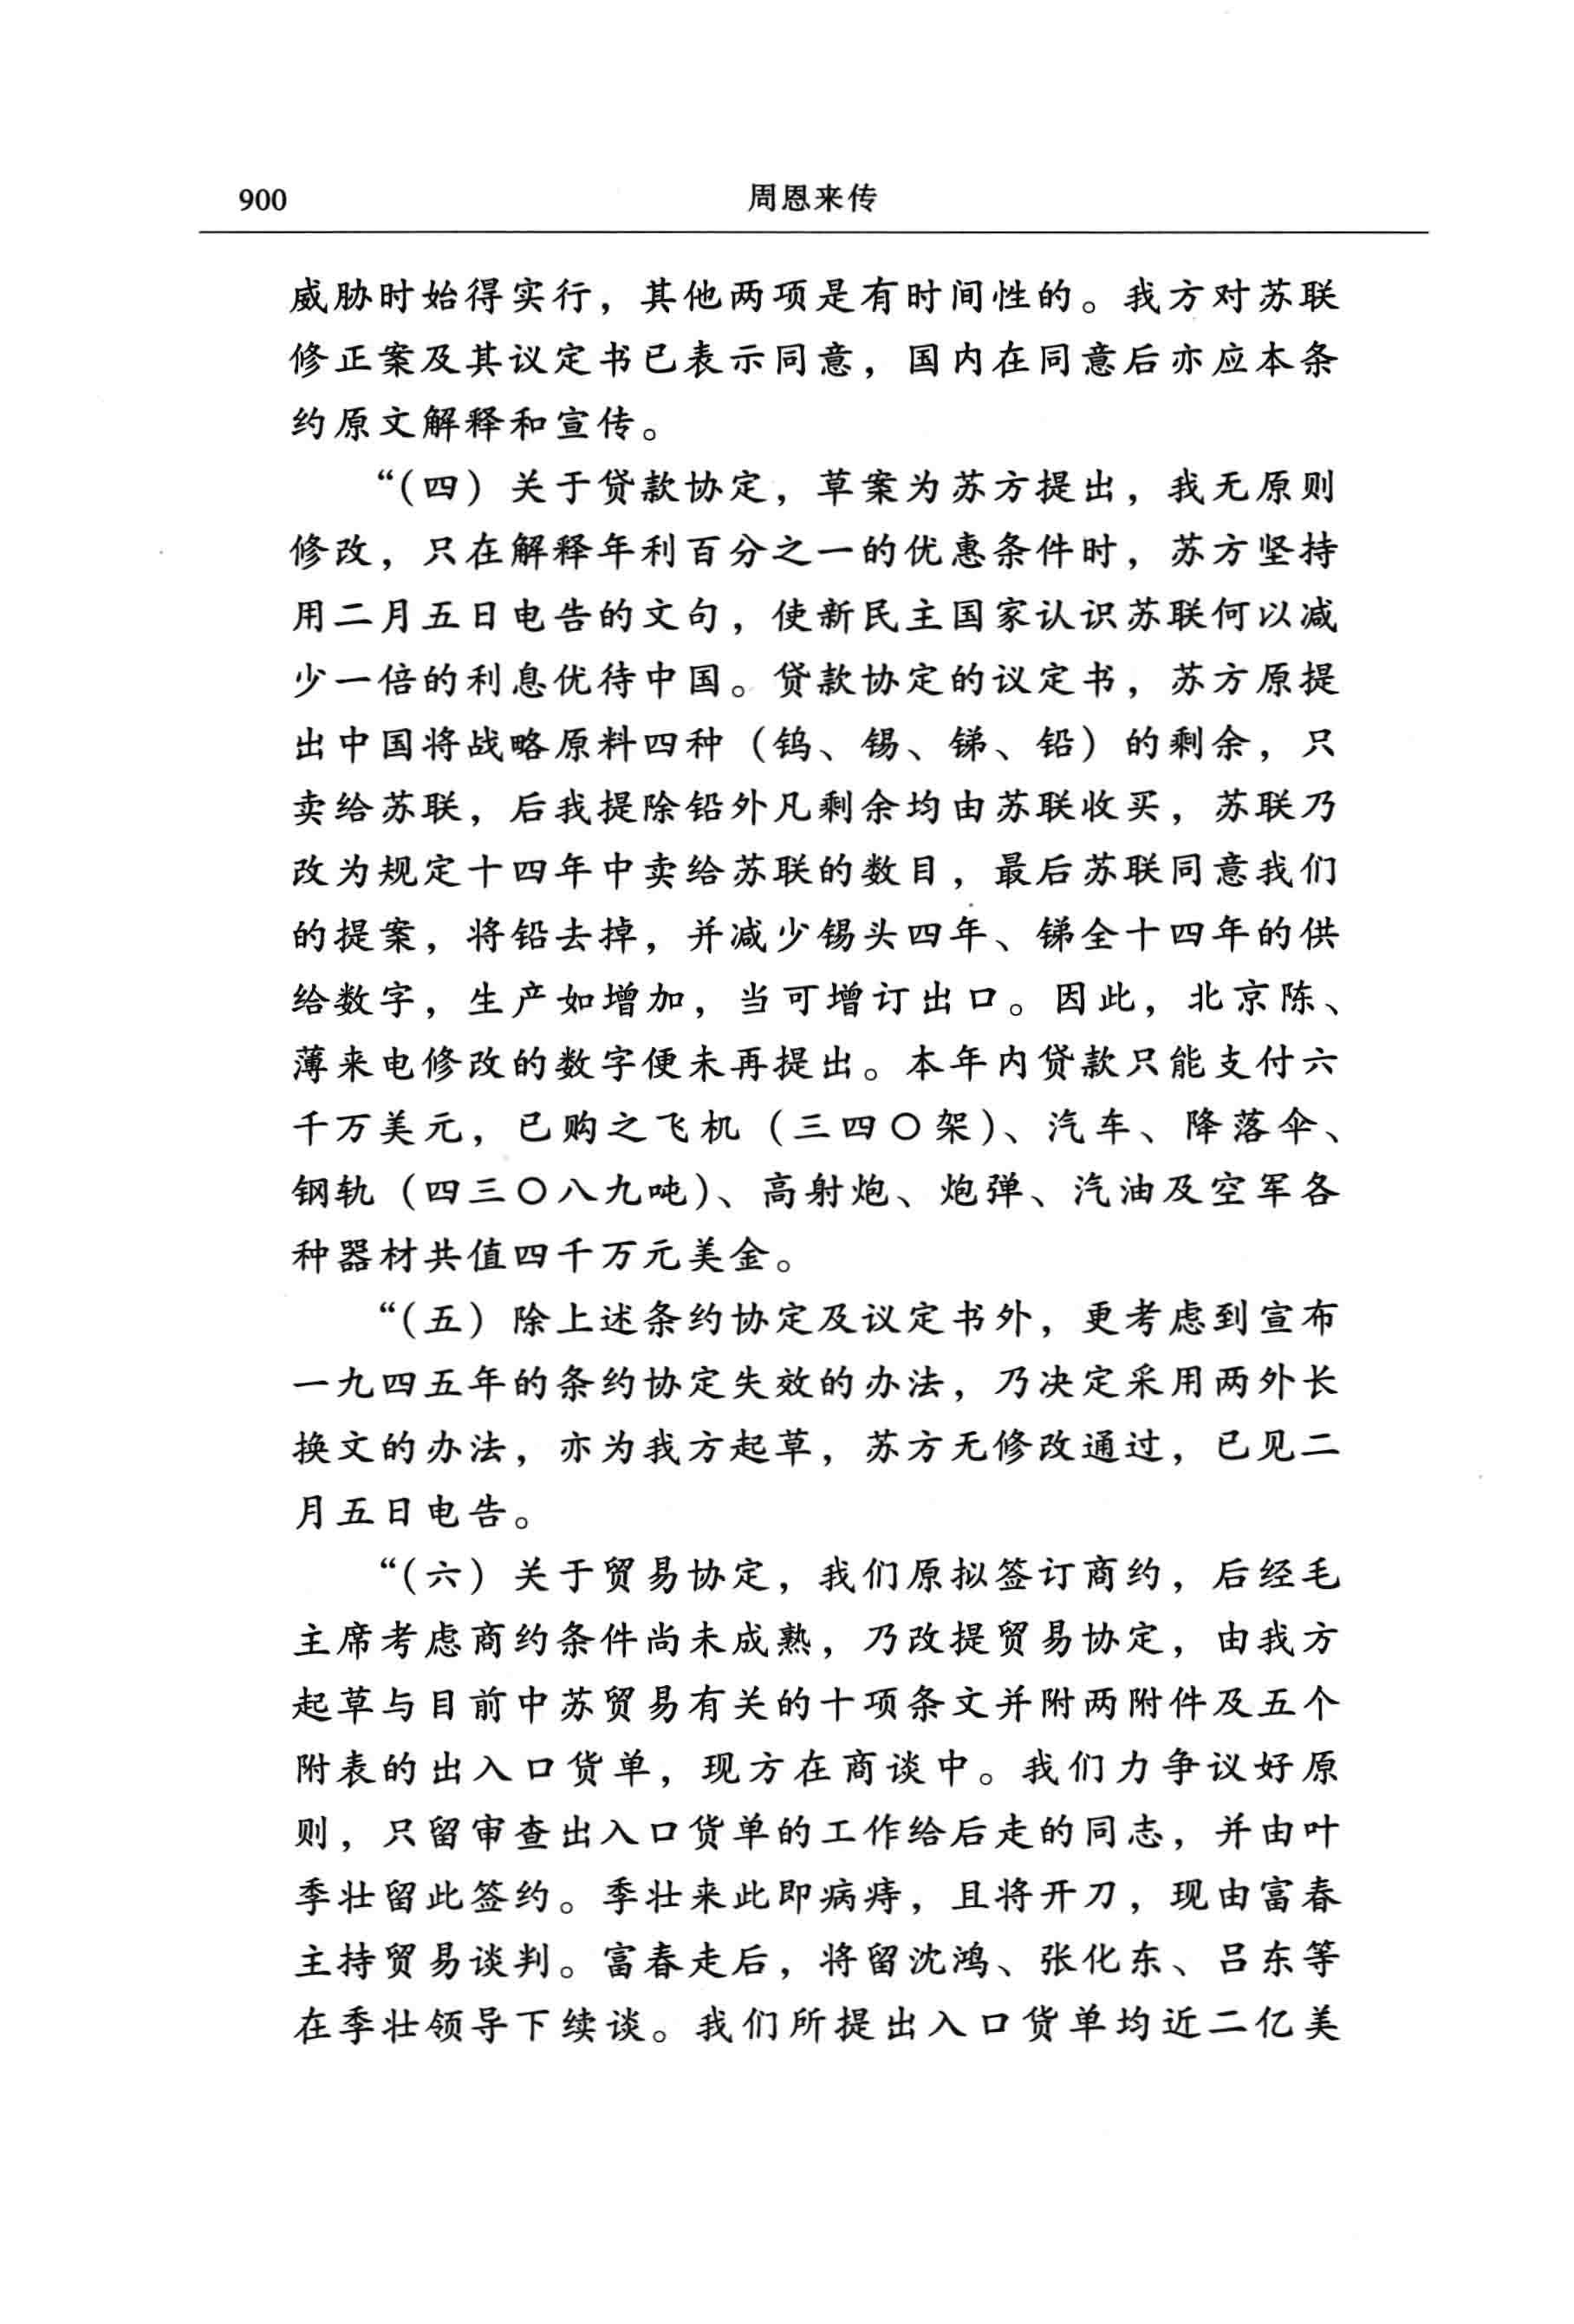 900
周恩来传
威胁时始得实行，其他两项是有时间性的。我方对苏联
修正案及其议定书已表示同意，国内在同意后亦应本条
约原文解释和宣传。
“（四）关于贷款协定，草案为苏方提出，我无原则
修改，只在解释年利百分之一的优惠条件时，苏方坚持
用二月五日电告的文句，使新民主国家认识苏联何以减
少一倍的利息优待中国。贷款协定的议定书，苏方原提
出中国将战略原料四种（钨、锡、锑、铅）的剩余，只
卖给苏联，后我提除铅外凡剩余均由苏联收买，苏联乃
改为规定十四年中卖给苏联的数目，最后苏联同意我们
的提案，将铅去掉，并减少锡头四年、锑全十四年的供
给数字，生产如增加，当可增订出口。因此，北京陈、
薄来电修改的数字便未再提出。本年内贷款只能支付六
千万美元，已购之飞机（三四〇架）、汽车、降落伞、
钢轨（四三〇八九吨）、高射炮、炮弹、汽油及空军各
种器材共值四千万元美金。
“（五）除上述条约协定及议定书外，更考虑到宣布
一九四五年的条约协定失效的办法，乃决定采用两外长
换文的办法，亦为我方起草，苏方无修改通过，已见二
月五日电告。
“（六）关于贸易协定，我们原拟签订商约，后经毛
主席考虑商约条件尚未成熟，乃改提贸易协定，由我方
起草与目前中苏贸易有关的十项条文并附两附件及五个
附表的出入口货单，现方在商谈中。我们力争议好原
则，只留审查出入口货单的工作给后走的同志，并由叶
季壮留此签约。季壮来此即病痔，且将开刀，现由富春
主持贸易谈判。富春走后，将留沈鸿、张化东、吕东等
在季壮领导下续谈。我们所提出入口货单均近二亿美